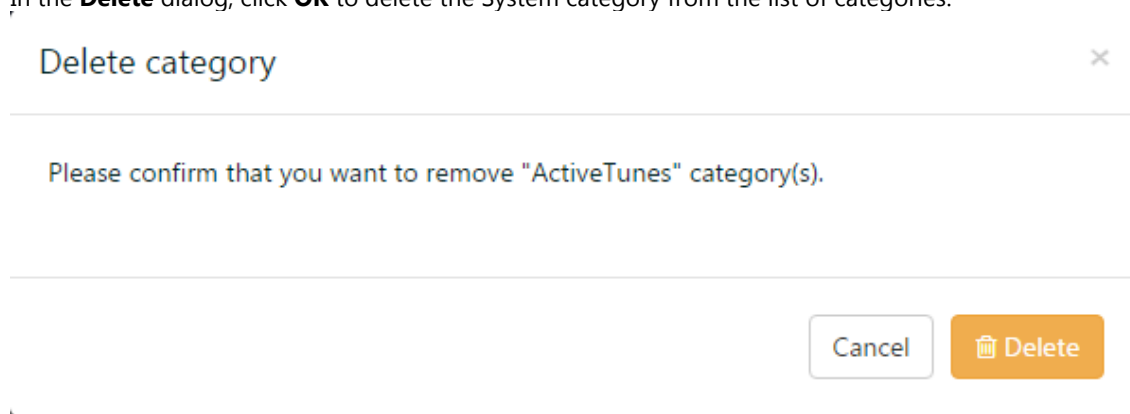 In the Delete dialog, click OK to delete the System category from the list of categories.
Delete category ×
Please confirm that you want to remove "ActiveTunes" category(s).
Cancel Delete